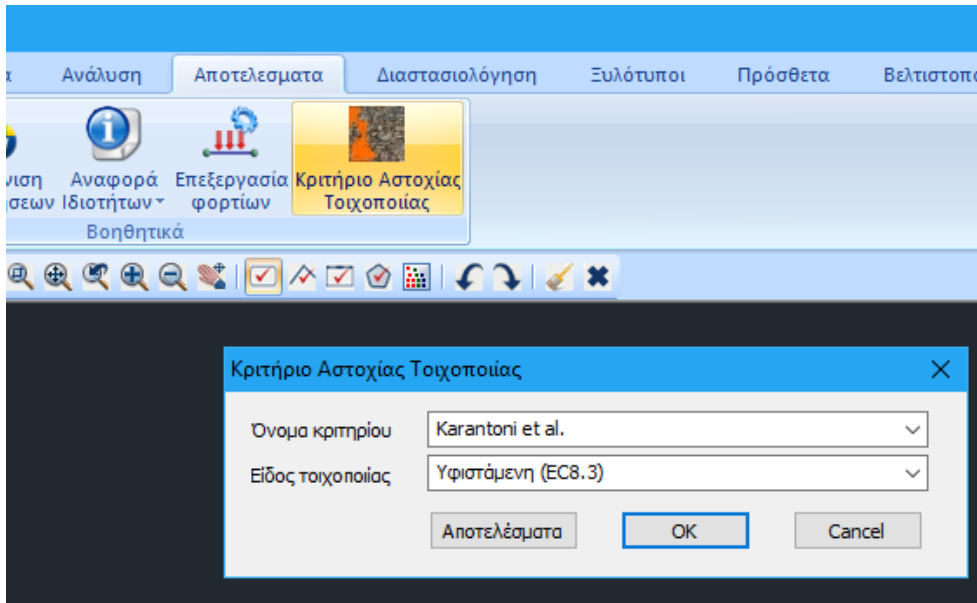 Ανάλυση Αποτελεσματα Διαστασιολόγηση Ξυλότυποι Πρόσθετα
Αναφορά Επεξεργασία Κριτήριο Αστοχίας
Ιδιοτήτων φορτίων Τοιχοποιίας
Βοηθητικά
Κριτήριο Αστοχίας Τοιχοποιίας
Όνομα κριτηρίου Karantoni et al.
Είδος τοιχοποιίας Υφιστάμενη (EC8.3)
Αποτελέσματα OK Cancel